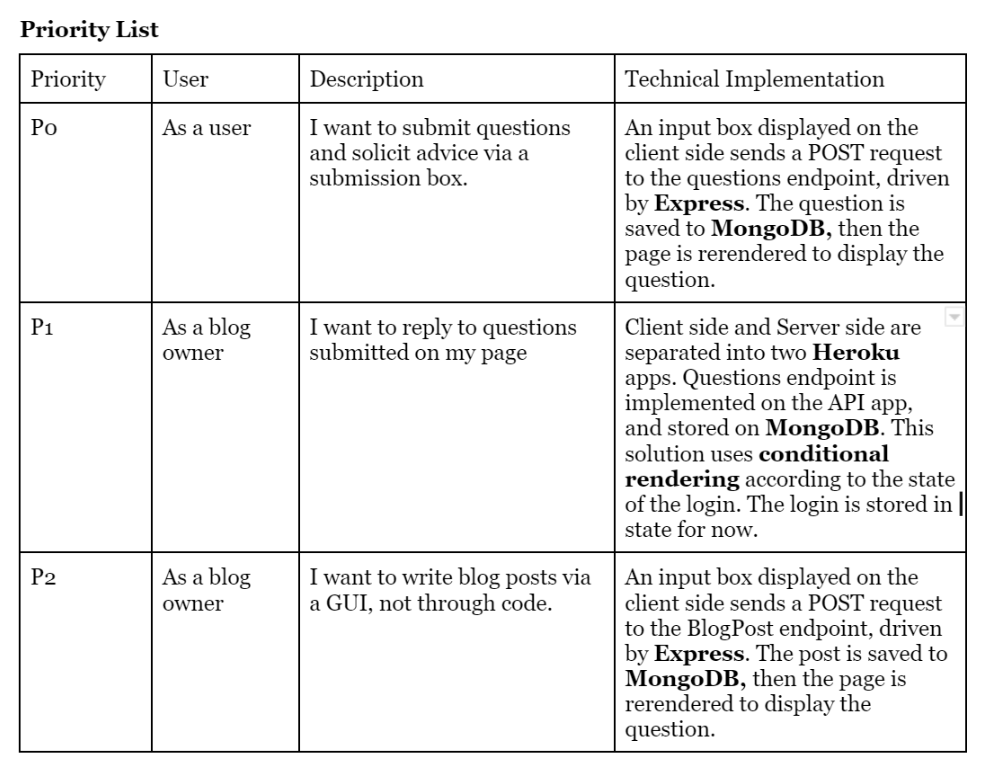 Priority List
Priority User Description Technical Implementation
P0 As a user I want to submit questions An input box displayed on the
and solicit advice via a client side sends a POST request
submission box. to the questions endpoint, driven
by Express. The question is
saved to MongoDB, then the
page is rerendered to display the
question.
P1 As a blog I want to reply to questions Client side and Server side are
owner submitted on my page separated into two Heroku
apps. Questions endpoint is
implemented on the API app,
and stored on MongoDB. This
solution uses conditional
rendering according to the state
of the login. The login is stored in
state for now.
P2 As a blog I want to write blog posts via An input box displayed on the
owner a GUI, not through code. client side sends a POST request
to the BlogPost endpoint, driven
by Express. The post is saved to
MongoDB, then the page is
rerendered to display the
question.